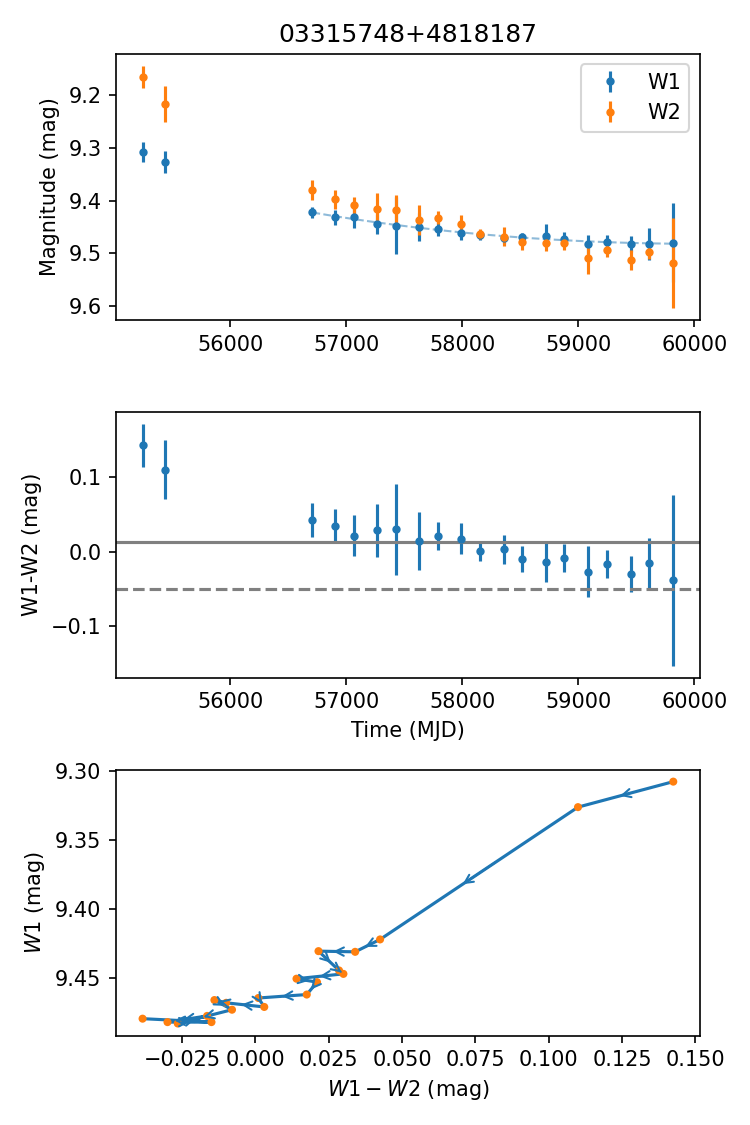 03315748+4818187
W1
W2
Magnitude (mag)
9.2
9.3
9.4
9.5
9.6
56000 57000 58000 59000 60000
W1-W2 (mag)
0.1
0.0
−0.1
56000 57000 58000 59000 60000
Time (MJD)
W1 (mag)
9.30
9.35
9.40
9.45
−0.025 0.000 0.025 0.050 0.075 0.100 0.125 0.150
W1 − W2 (mag)